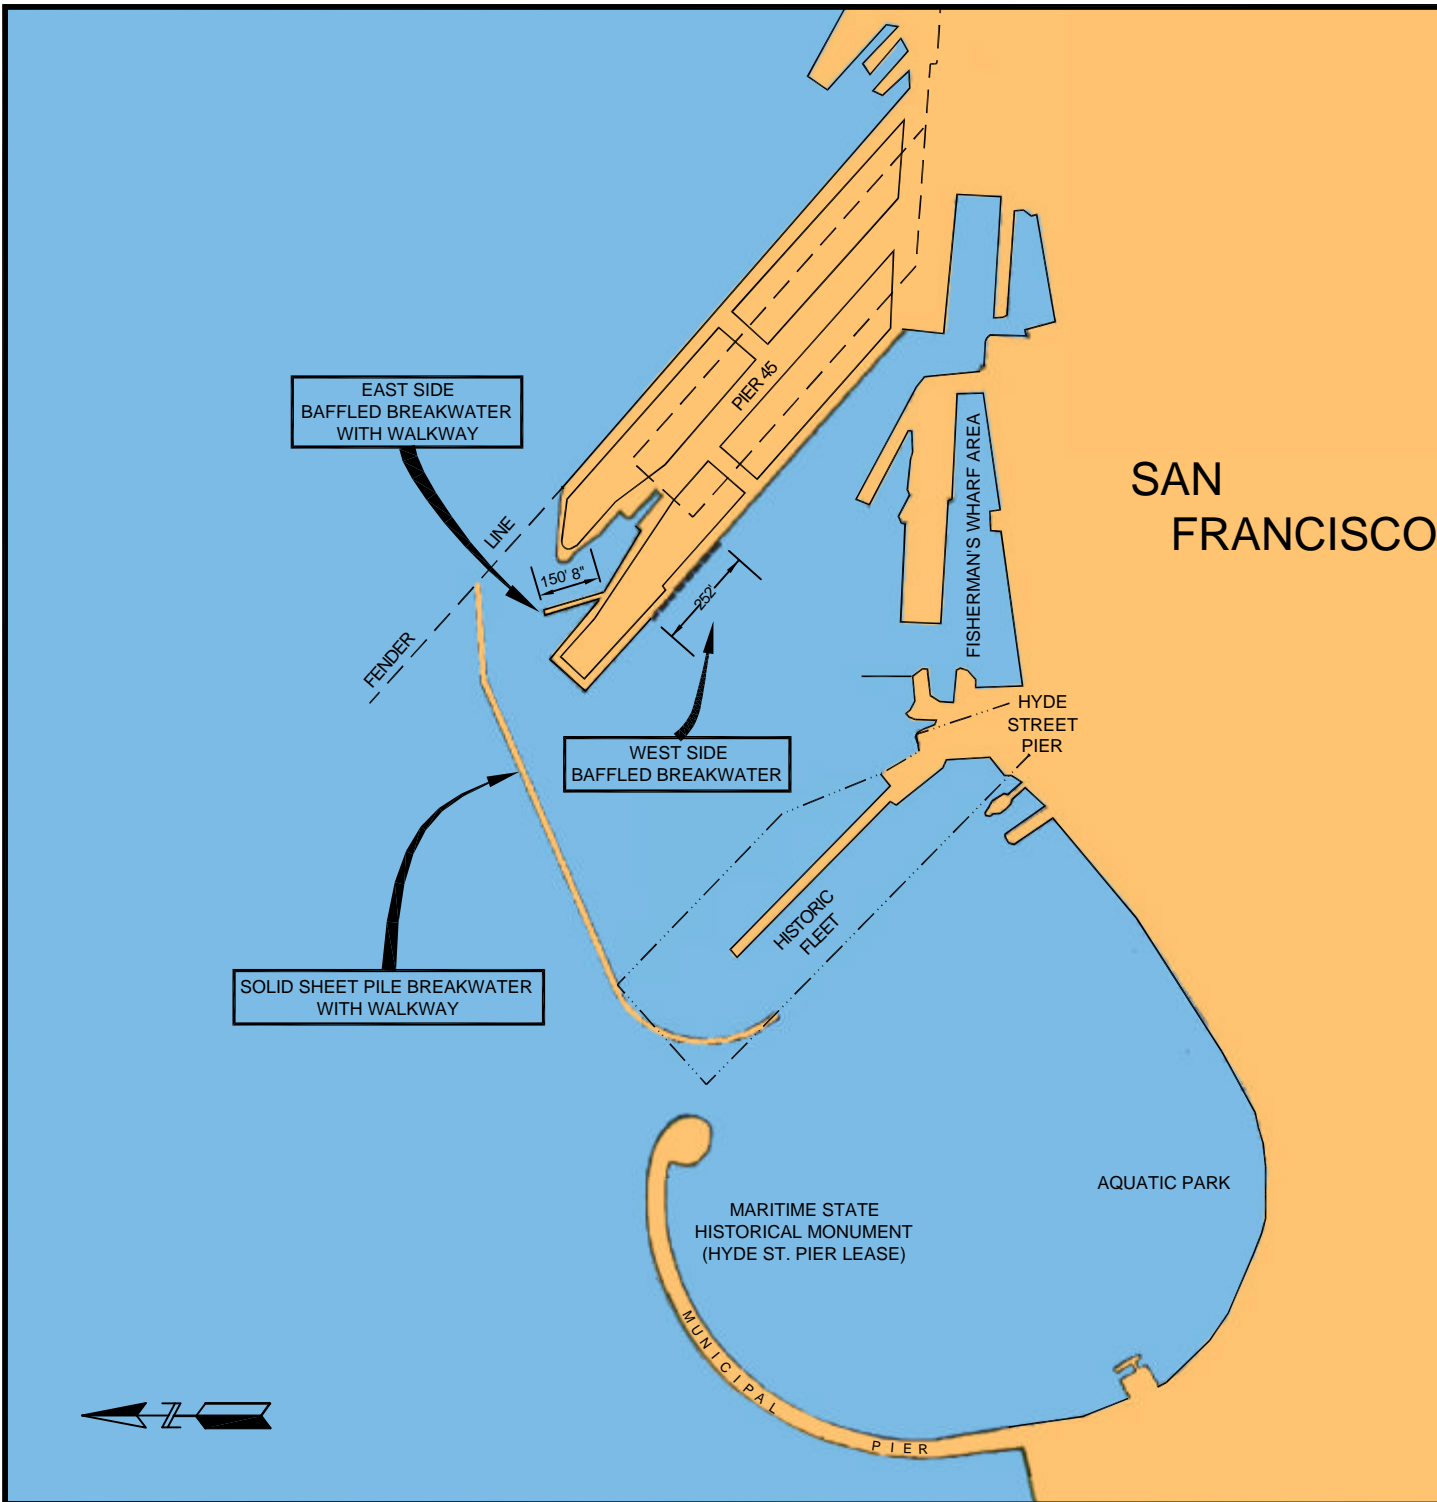 EAST SIDE
BAFFLED BREAKWATER
WITH WALKWAY
PIER 45
SAN
FRANCISCO
FISHERMAN'S WHARF AREA
LINE
FENDER
150' 8"
252'
HYDE
STREET
PIER
WEST SIDE
BAFFLED BREAKWATER
HISTORIC
FLEET
SOLID SHEET PILE BREAKWATER
WITH WALKWAY
AQUATIC PARK
MARITIME STATE
HISTORICAL MONUMENT
(HYDE ST. PIER LEASE)
MUNICIPAL
PIER
N